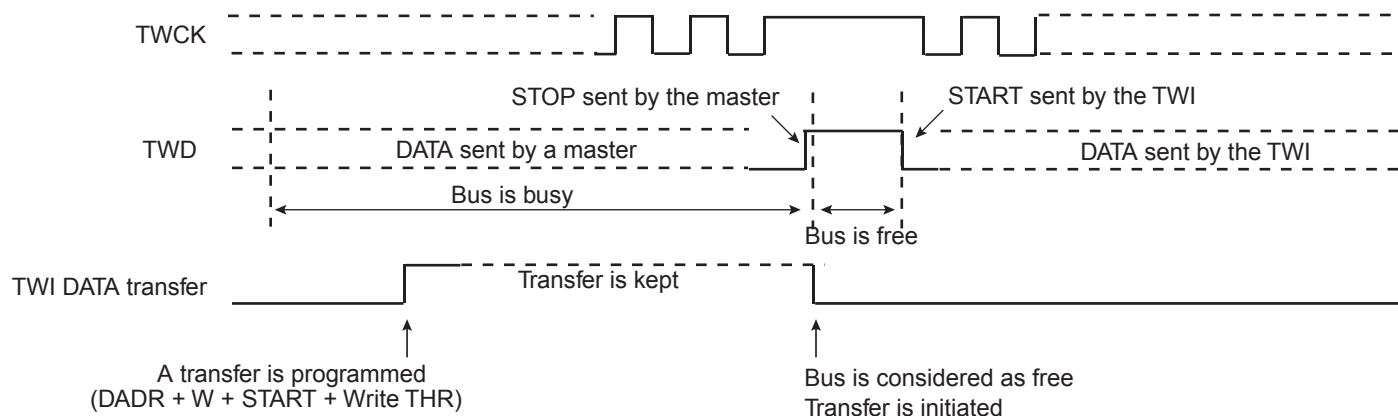 TWCK
STOP sent by the master
START sent by the TWI
TWD
DATA sent by a master
DATA sent by the TWI
Bus is busy
Bus is free
TWI DATA transfer
Transfer is kept
A transfer is programmed
(DADR + W + START + Write THR)
Bus is considered as free
Transfer is initiated